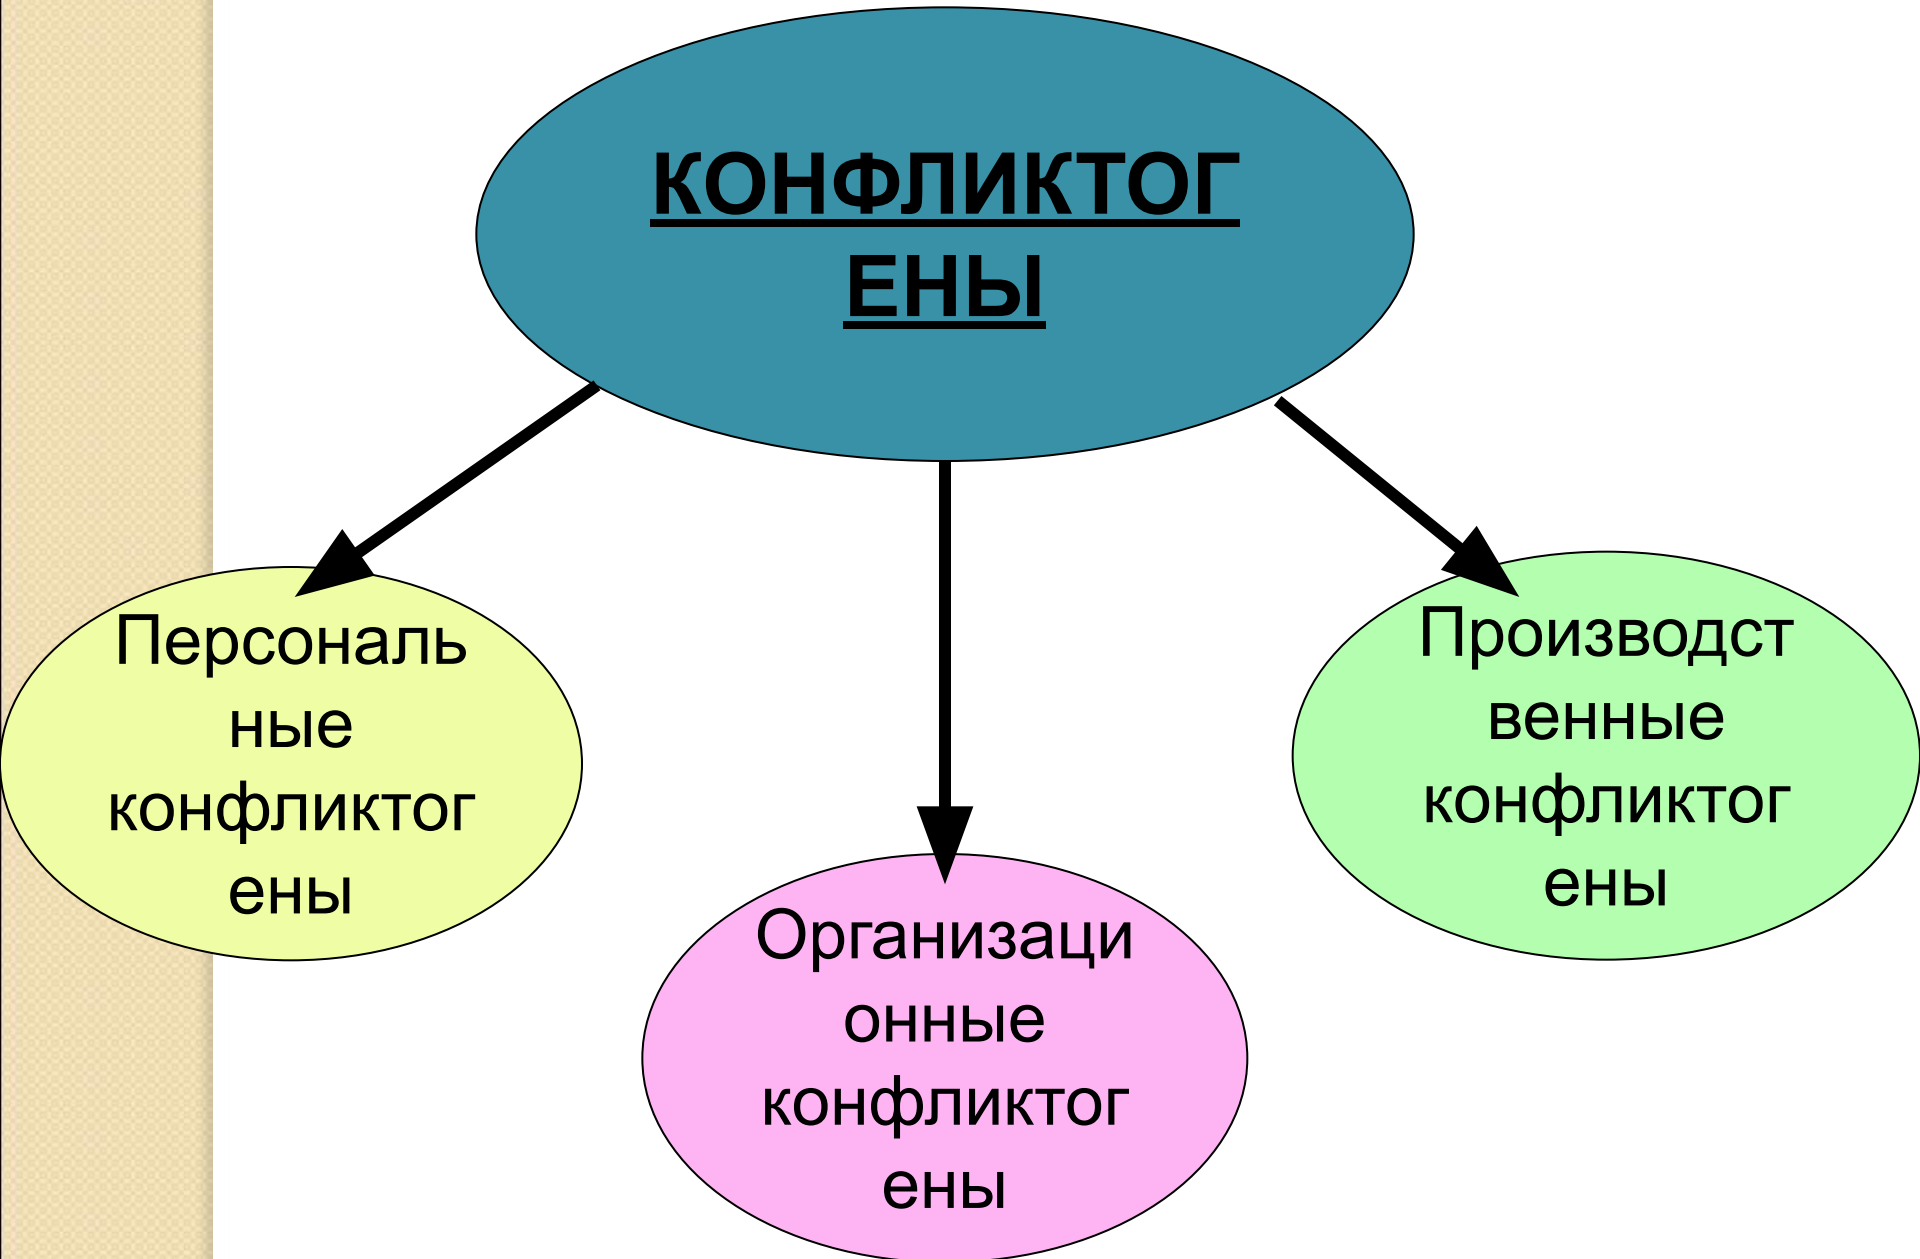 КОНФЛИКТОГ
ЕНЫ
Персональ
ные
конфликтог
ены
Организаци
онные
конфликтог
ены
Производст
венные
конфликтог
ены